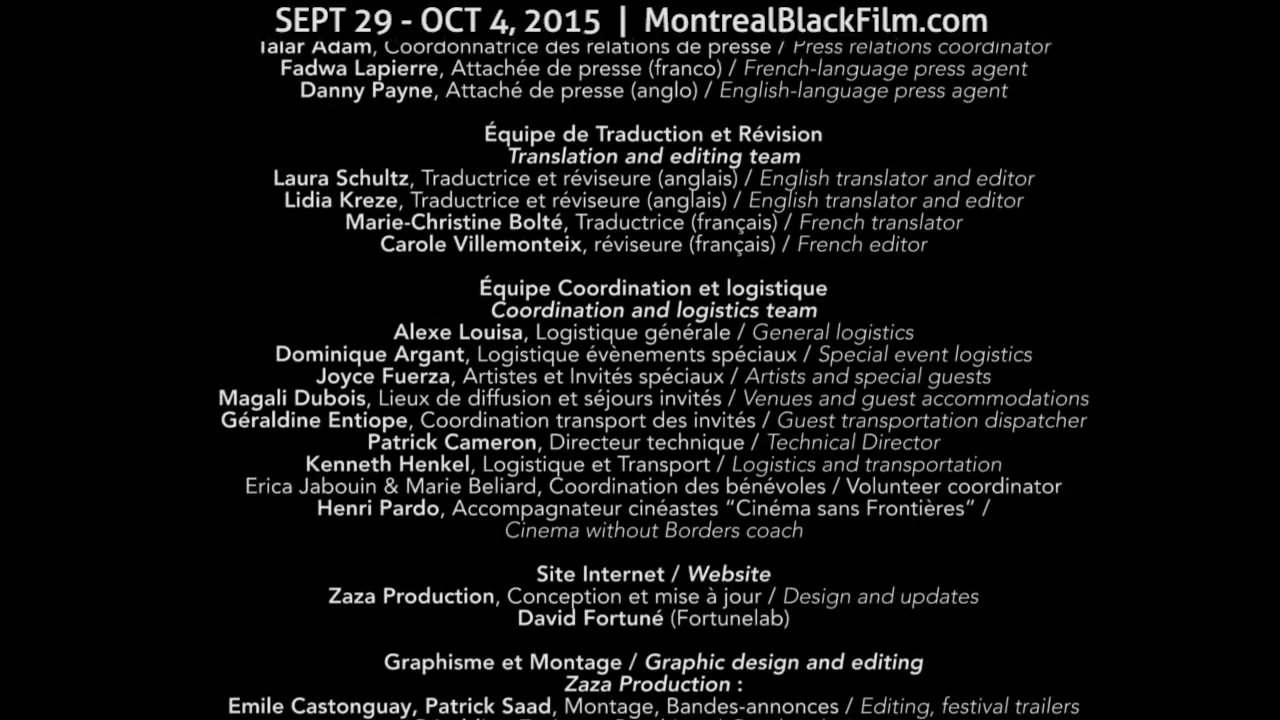 SEPT 29 - OCT 4, 2015 | MontrealBlackFilm.com
Talar Adam, Coordonnatrice des relations de presse / Press relations coordinator
Fadwa Lapierre, Attachée de presse (franco) / French-language press agent
Danny Payne, Attaché de presse (anglo) / English-language press agent
Équipe de Traduction et Révision
Translation and editing team
Laura Schultz, Traductrice et réviseure (anglais) / English translator and editor
Lidia Kreze, Traductrice et réviseure (anglais) / English translator and editor
Marie-Christine Bolté, Traductrice (français) / French translator
Carole Villemonteix, réviseure (français) / French editor
Équipe Coordination et logistique
Coordination and logistics team
Alexe Louisa, Logistique générale / General logistics
Dominique Argant, Logistique évènements spéciaux / Special event logistics
Joyce Fuerza, Artistes et Invités spéciaux / Artists and special guests
Magali Dubois, Lieux de diffusion et séjours invités / Venues and guest accommodations
Géraldine Entiope, Coordination transport des invités / Guest transportation dispatcher
Patrick Cameron, Directeur technique / Technical Director
Kenneth Henkel, Logistique et Transport / Logistics and transportation
Erica Jabouin & Marie Beliard, Coordination des bénévoles / Volunteer coordinator
Henri Pardo, Accompagnateur cinéastes “Cinéma sans Frontières” /
Cinema without Borders coach
Site Internet / Website
Zaza Production, Conception et mise à jour / Design and updates
David Fortuné (Fortunelab)
Graphisme et Montage / Graphic design and editing
Zaza Production :
Emile Castonguay, Patrick Saad, Montage, Bandes-annonces / Editing, festival trailers